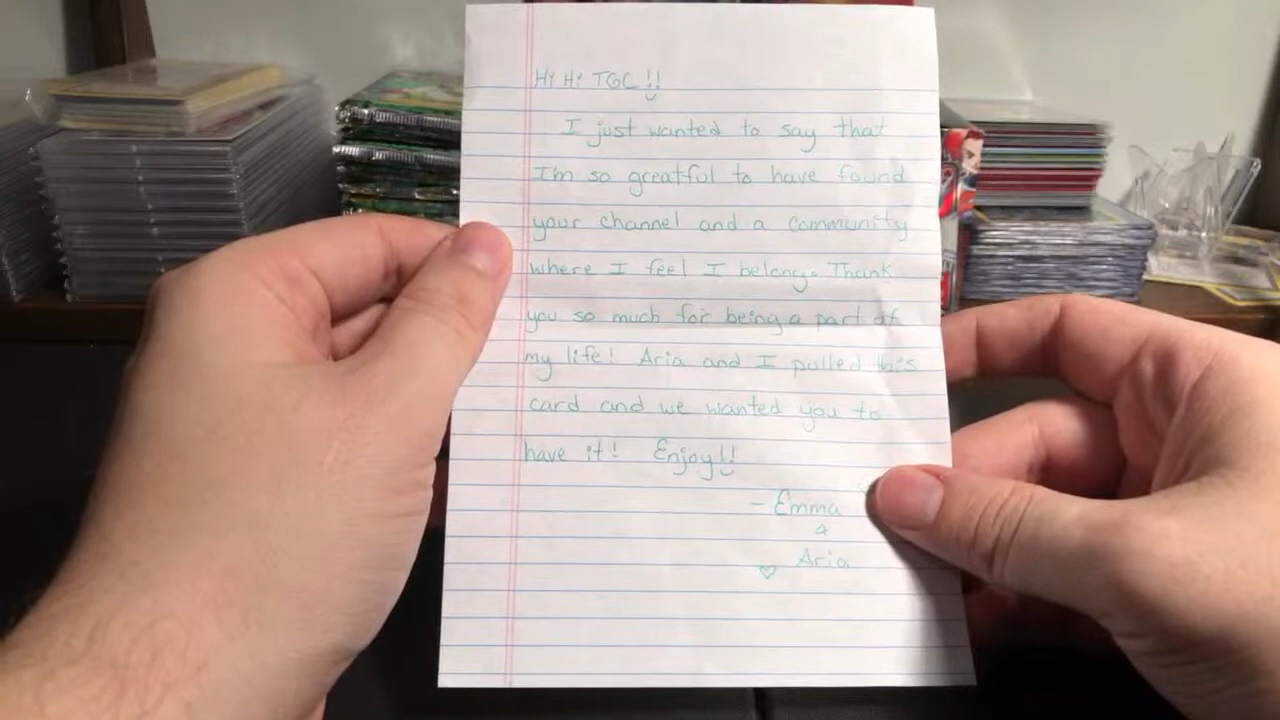 Hi Hi TGC!!
I just wanted to say that
I'm so greatful to have found
your channel and a community
where I feel I belong. Thank
you so much for being a part of
my life! Aria and I pulled this
card and we wanted you to
have it! Enjoy!!
- Emma
&
♡ Aria